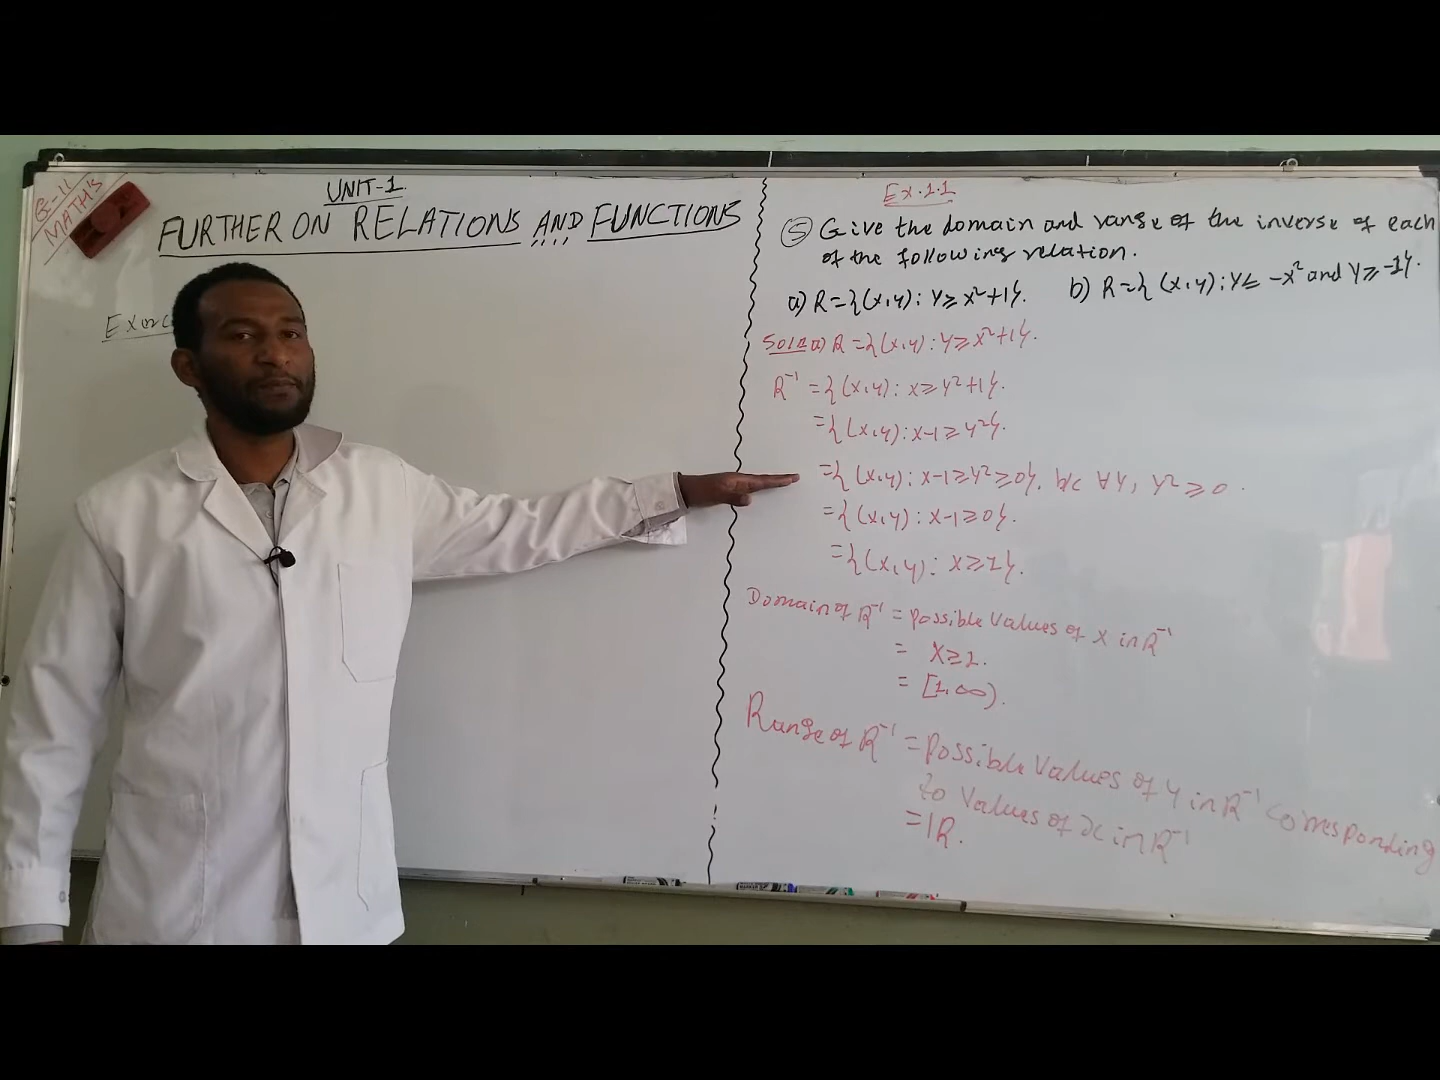 G-11
MATH'S
UNIT-1
FURTHER ON RELATIONS AND FUNCTIONS
Ex.1.1
⑤ Give the domain and range of the inverse of each
of the following relation.
a) R={(x,y): y≥x²+1}. b) R={(x,y): y≤-x² and y≥-1}.
Soln a) R={(x,y): y≥x²+1}.
R⁻¹={(x,y): x≥y²+1}.
={(x,y): x-1≥y²}.
={(x,y): x-1≥y²≥0}, b/c ∀y, y²≥0.
={(x,y): x-1≥0}.
={(x,y): x≥1}.
Domain of R⁻¹ = possible values of x in R⁻¹
= x≥1.
= [1,∞).
Range of R⁻¹ = possible values of y in R⁻¹ corresponding
to values of x in R⁻¹
=IR.